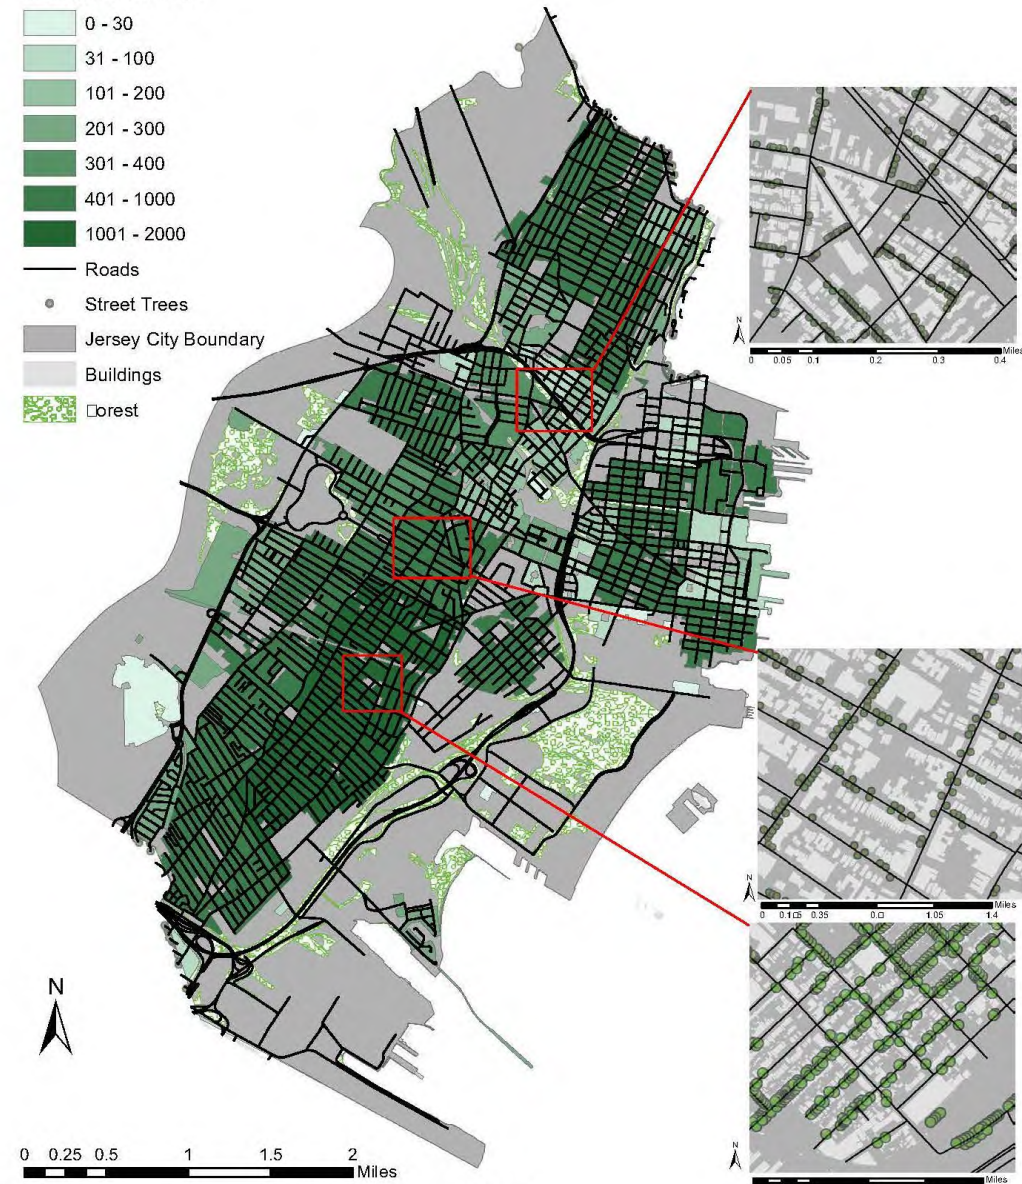 0 - 30
31 - 100
101 - 200
201 - 300
301 - 400
401 - 1000
1001 - 2000
Roads
Street Trees
Jersey City Boundary
Buildings
□orest
N
0 0.05 0.1 0.2 0.3 0.4 Miles
N
0 0.35 1.05 1.4 Miles
N
Miles
N
0 0.25 0.5 1 1.5 2 Miles